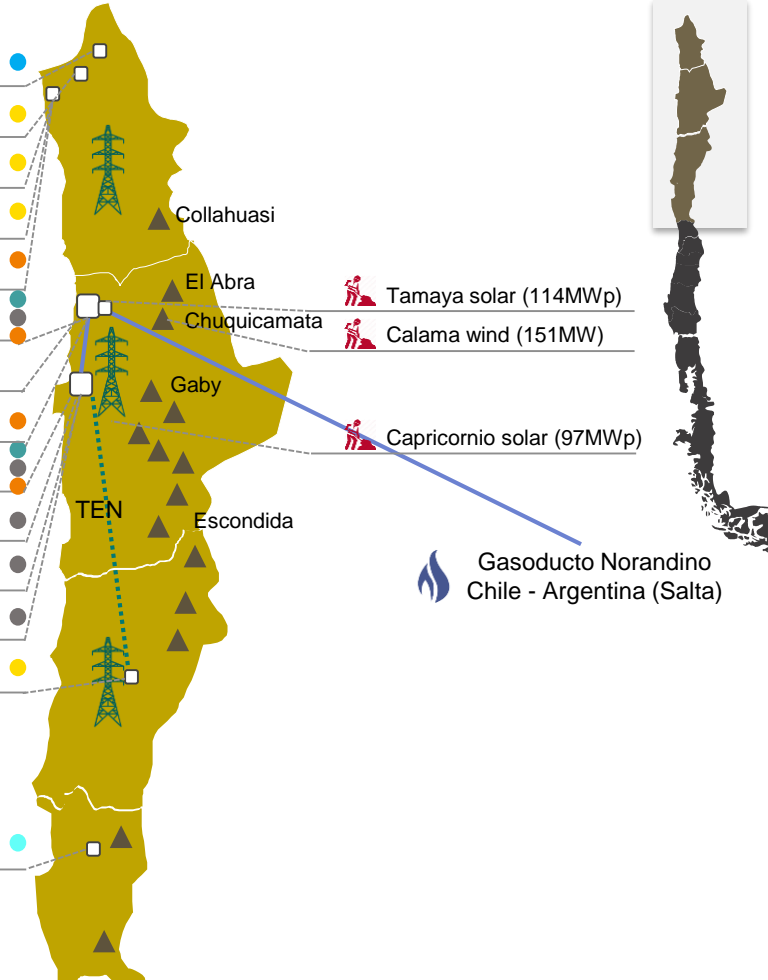 Collahuasi
El Abra
Tamaya solar (114MWp)
Chuquicamata
Calama wind (151MW)
Gaby
Capricornio solar (97MWp)
TEN
Escondida
Gasoducto Norandino
Chile - Argentina (Salta)